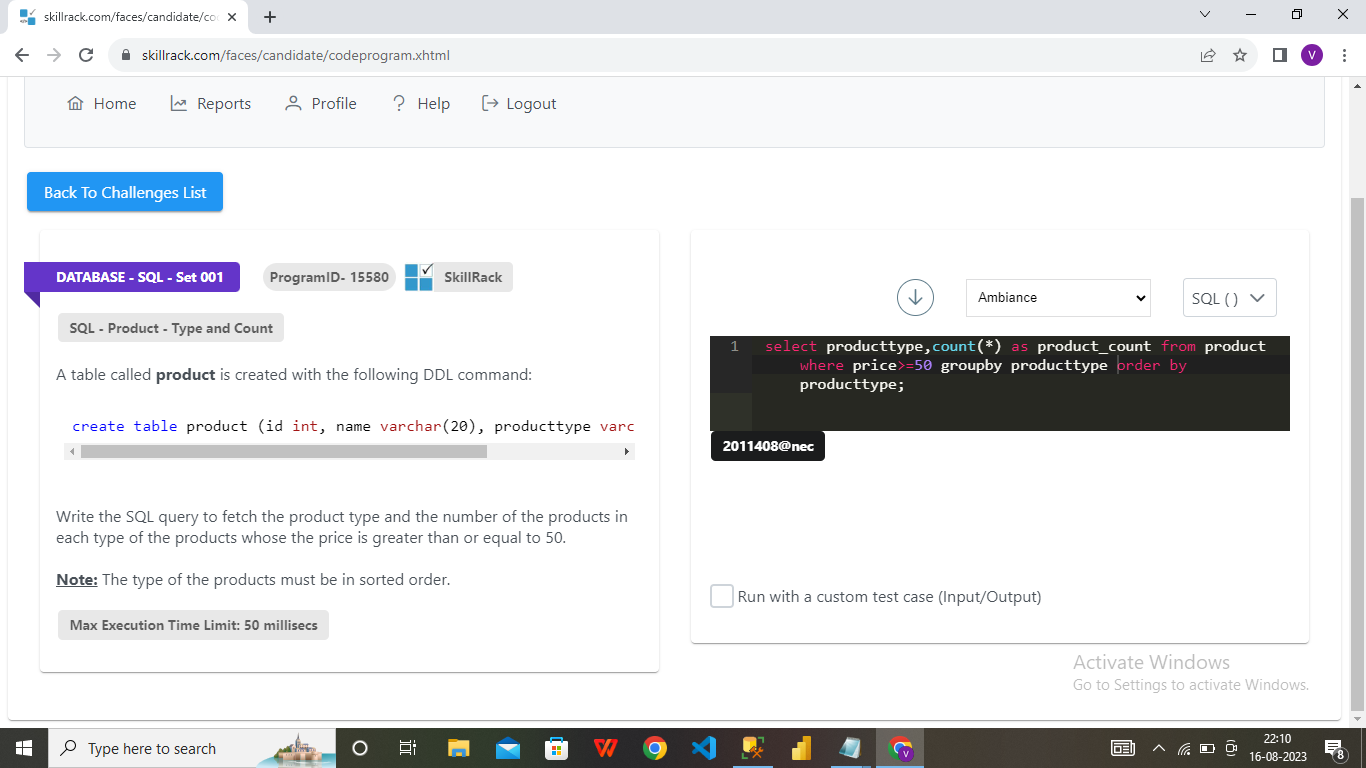 skillrack.com/faces/candidate/co
skillrack.com/faces/candidate/codeprogram.xhtml
V
Home
Reports
Profile
Help
Logout
Back To Challenges List
DATABASE - SQL - Set 001
ProgramID- 15580
SkillRack
SQL - Product - Type and Count
A table called product is created with the following DDL command:
create table product (id int, name varchar(20), producttype varc
Write the SQL query to fetch the product type and the number of the products in
each type of the products whose the price is greater than or equal to 50.
Note: The type of the products must be in sorted order.
Max Execution Time Limit: 50 millisecs
Ambiance
SQL ( )
1 select producttype,count(*) as product_count from product
where price>=50 groupby producttype order by
producttype;
2011408@nec
Run with a custom test case (Input/Output)
Activate Windows
Go to Settings to activate Windows.
Type here to search
V
22:10
16-08-2023
8